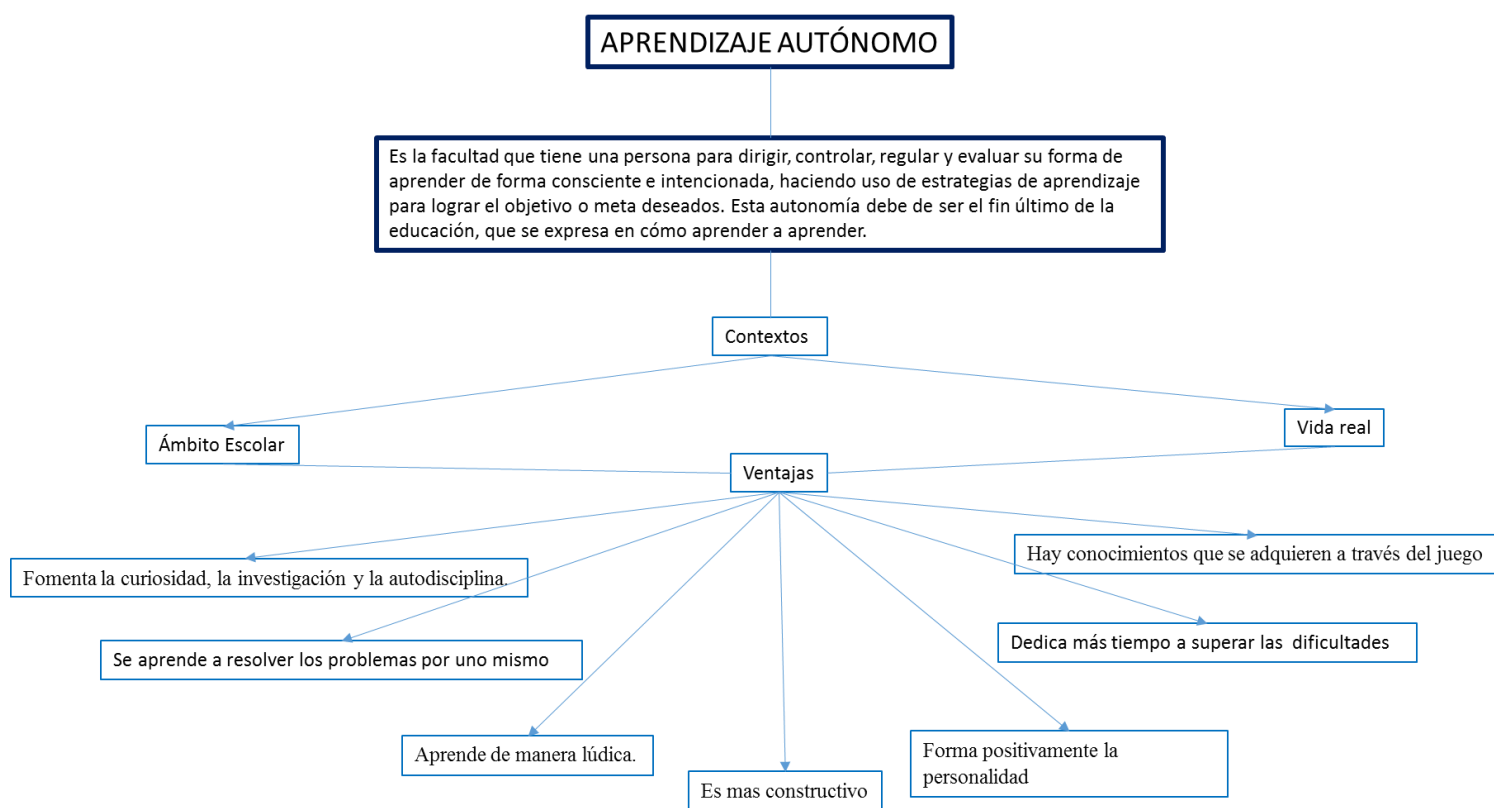 APRENDIZAJE AUTÓNOMO
Es la facultad que tiene una persona para dirigir, controlar, regular y evaluar su forma de
aprender de forma consciente e intencionada, haciendo uso de estrategias de aprendizaje
para lograr el objetivo o meta deseados. Esta autonomía debe de ser el fin último de la
educación, que se expresa en cómo aprender a aprender.
Contextos
Ámbito Escolar
Vida real
Ventajas
Fomenta la curiosidad, la investigación y la autodisciplina.
Hay conocimientos que se adquieren a través del juego
Se aprende a resolver los problemas por uno mismo
Dedica más tiempo a superar las dificultades
Aprende de manera lúdica.
Es mas constructivo
Forma positivamente la
personalidad